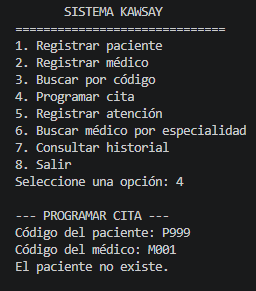 SISTEMA KAWSAY
==============================
1. Registrar paciente
2. Registrar médico
3. Buscar por código
4. Programar cita
5. Registrar atención
6. Buscar médico por especialidad
7. Consultar historial
8. Salir
Seleccione una opción: 4
--- PROGRAMAR CITA ---
Código del paciente: P999
Código del médico: M001
El paciente no existe.